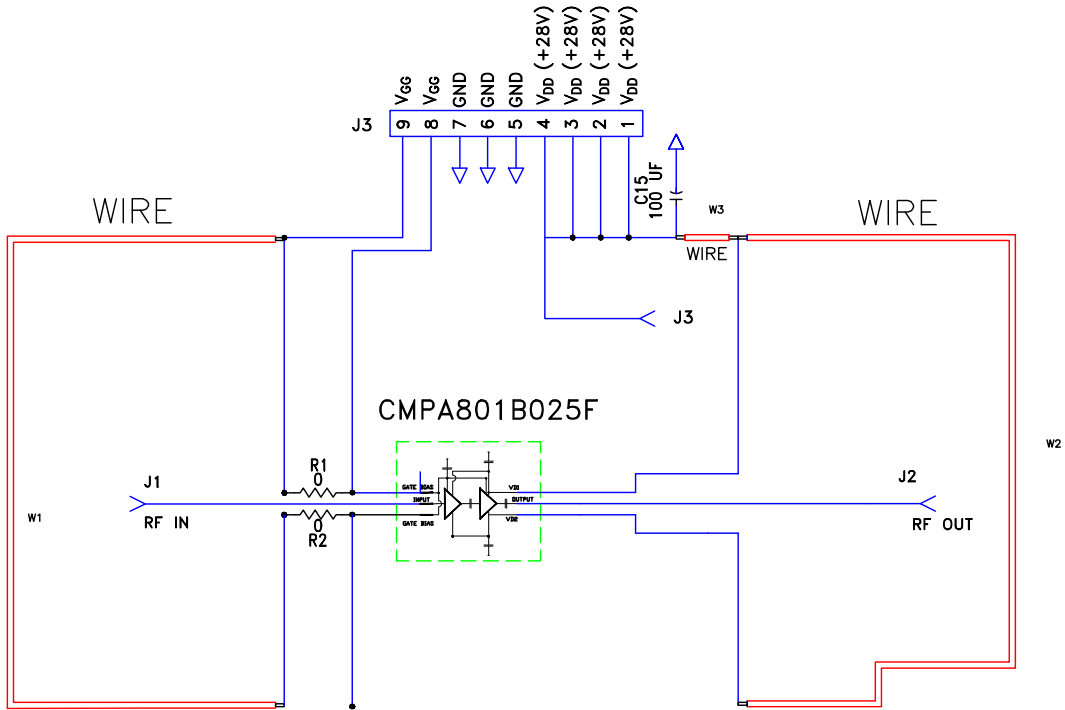 VDD (+28V)
VDD (+28V)
VDD (+28V)
VDD (+28V)
VGG
VGG
GND
GND
GND
J3
9
8
7
6
5
4
3
2
1
C15
100 UF
WIRE
W3
WIRE
WIRE
J3
CMPA801B025F
W2
R1
0
J1
GATE BIAS
VD1
J2
INPUT
OUTPUT
W1
RF IN
0
R2
GATE BIAS
VD2
RF OUT